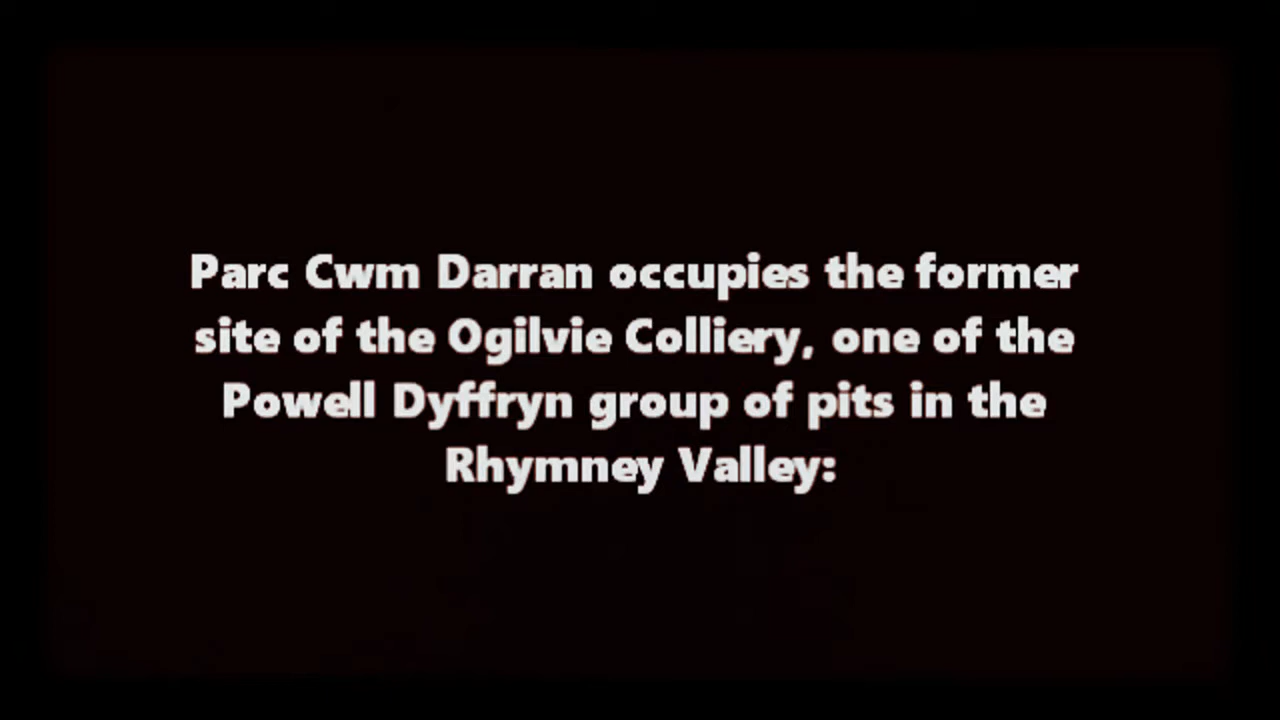 Parc Cwm Darran occupies the former
site of the Ogilvie Colliery, one of the
Powell Dyffryn group of pits in the
Rhymney Valley: